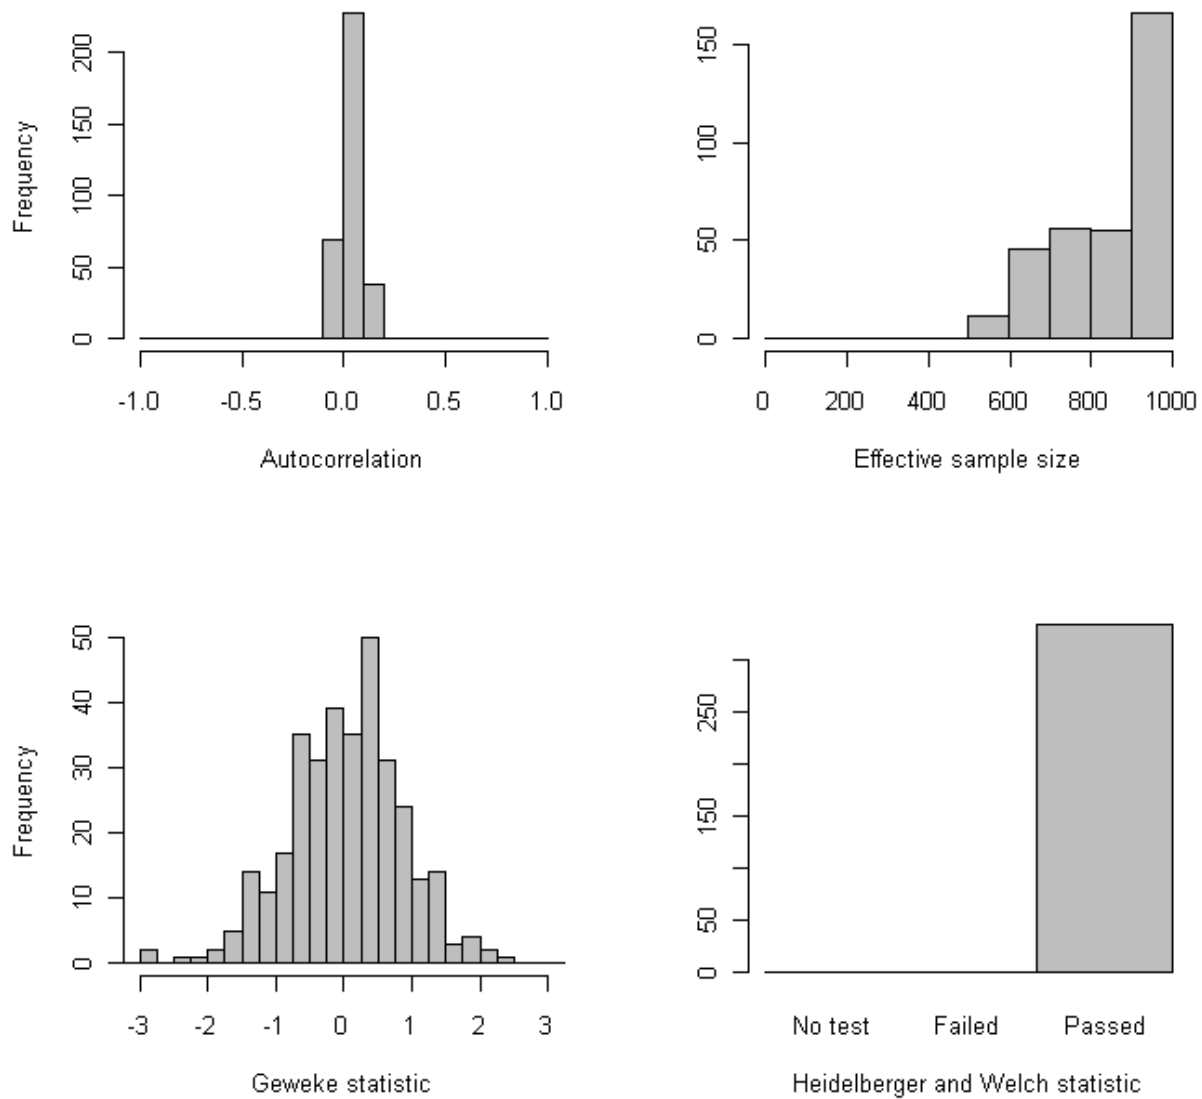 Frequency
0 50 100 150 200
-1.0 -0.5 0.0 0.5 1.0
Autocorrelation
0 50 100 150
0 200 400 600 800 1000
Effective sample size
Frequency
0 10 20 30 40 50
-3 -2 -1 0 1 2 3
Geweke statistic
0 50 150 250
No test Failed Passed
Heidelberger and Welch statistic